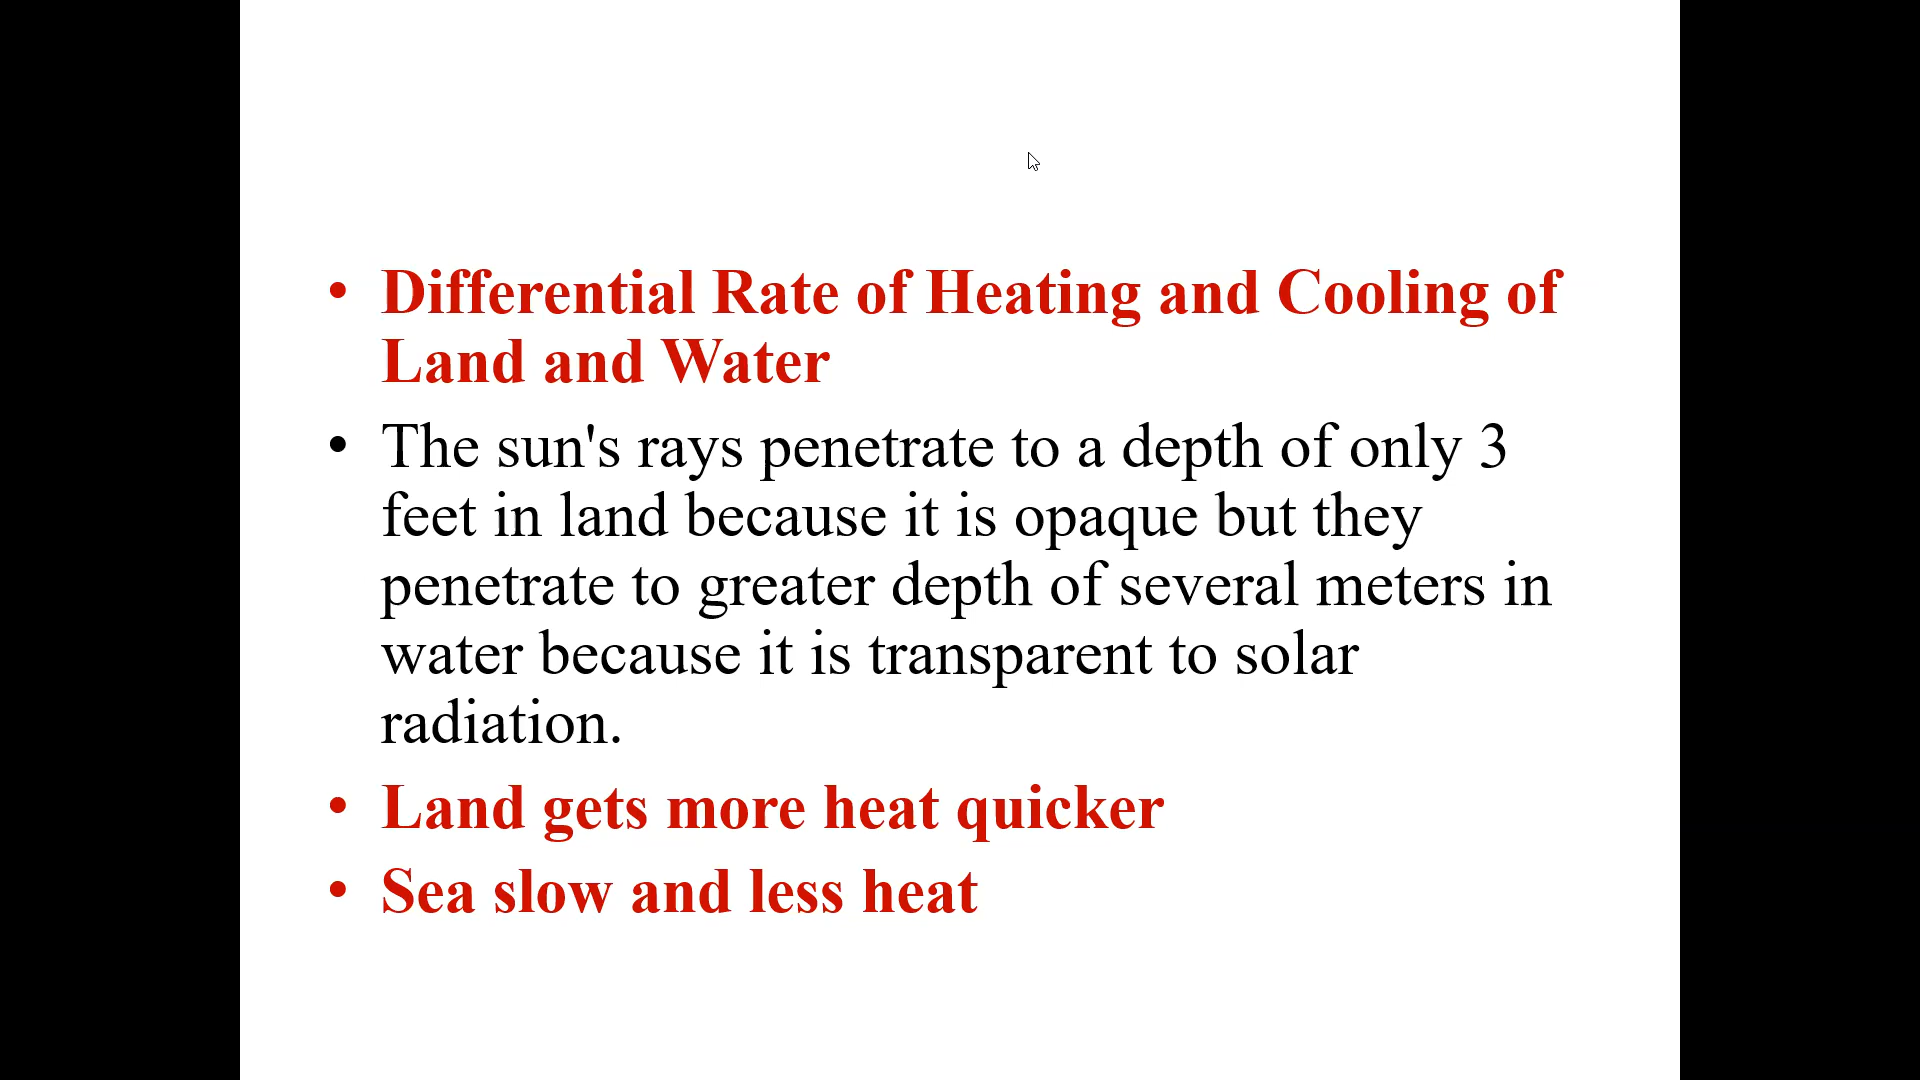 • Differential Rate of Heating and Cooling of
Land and Water
• The sun's rays penetrate to a depth of only 3
feet in land because it is opaque but they
penetrate to greater depth of several meters in
water because it is transparent to solar
radiation.
• Land gets more heat quicker
• Sea slow and less heat